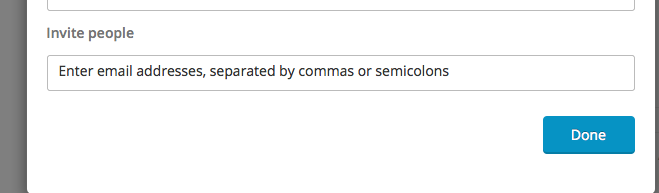 Invite people
Enter email addresses, separated by commas or semicolons
Done